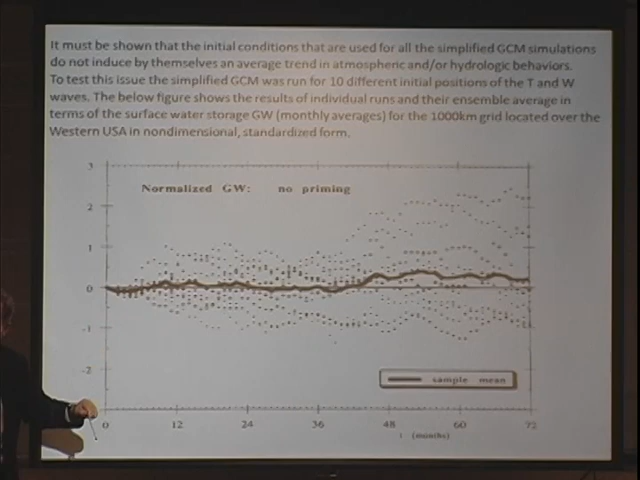 It must be shown that the initial conditions that are used for all the simplified GCM simulations
do not induce by themselves an average trend in atmospheric and/or hydrologic behaviors.
To test this issue the simplified GCM was run for 10 different initial positions of the T and W
waves. The below figure shows the results of individual runs and their ensemble average in
terms of the surface water storage GW (monthly averages) for the 1000km grid located over the
Western USA in nondimensional, standardized form.
3
Normalized GW: no priming
2
1
0
-1
-2
sample mean
0 12 24 36 48 60 72
(months)